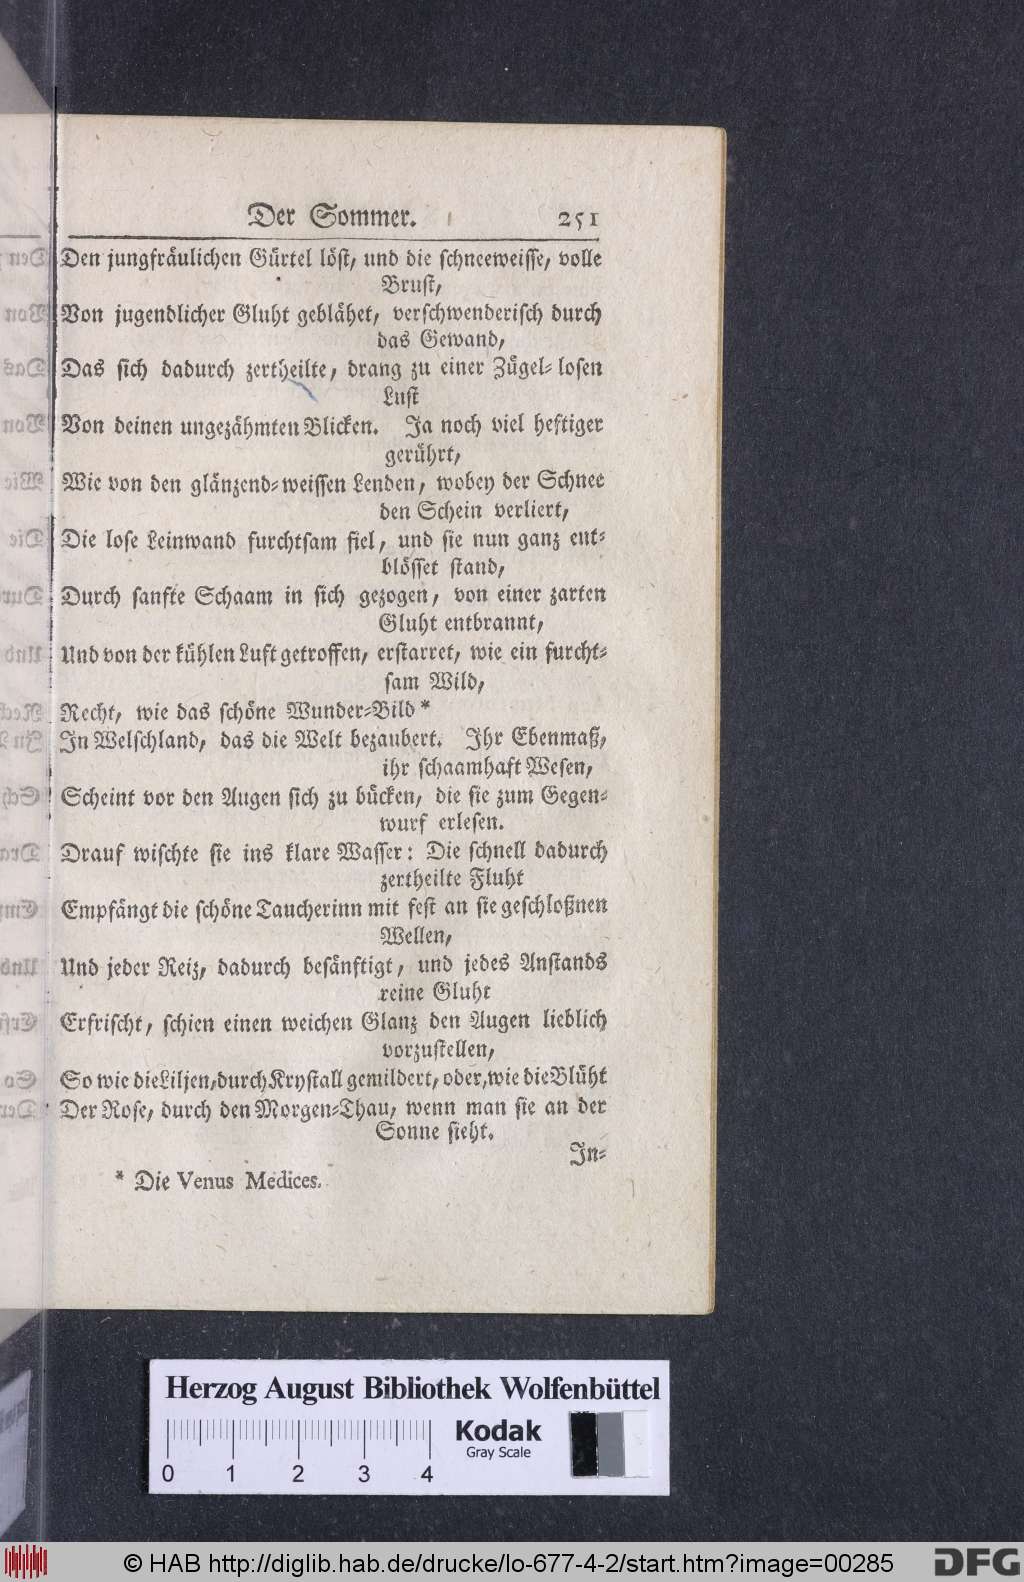 Der Sommer. 251
Den jungfräulichen Gürtel löst, und die schneeweisse, volle
Brust,
Von jugendlicher Gluht geblähet, verschwenderisch durch
das Gewand,
Das sich dadurch zertheilte, drang zu einer Zügel-losen
Lust
Von deinen ungezähmten Blicken. Ja noch viel heftiger
gerührt,
Wie von den glänzend-weissen Lenden, wobey der Schnee
den Schein verliert,
Die lose Leinwand furchtsam fiel, und sie nun ganz ent-
blösset stand,
Durch sanfte Schaam in sich gezogen, von einer zarten
Gluht entbrannt,
Und von der kühlen Luft getroffen, erstarret, wie ein furcht-
sam Wild,
Recht, wie das schöne Wunder-Bild *
In Welschland, das die Welt bezaubert. Ihr Ebenmaß,
ihr schaamhaft Wesen,
Scheint vor den Augen sich zu bücken, die sie zum Gegen-
wurf erlesen.
Drauf wischte sie ins klare Wasser: Die schnell dadurch
zertheilte Fluht
Empfängt die schöne Taucherinn mit fest an sie geschloßnen
Wellen,
Und jeder Reiz, dadurch besänftigt, und jedes Anstands
reine Gluht
Erfrischt, schien einen weichen Glanz den Augen lieblich
vorzustellen,
So wie die Liljen, durch Krystall gemildert, oder, wie die Blüht
Der Rose, durch den Morgen-Thau, wenn man sie an der
Sonne sieht.
In-
* Die Venus Medices.
Herzog August Bibliothek Wolfenbüttel
Kodak
Gray Scale
0 1 2 3 4
© HAB http://diglib.hab.de/drucke/lo-677-4-2/start.htm?image=00285
DFG